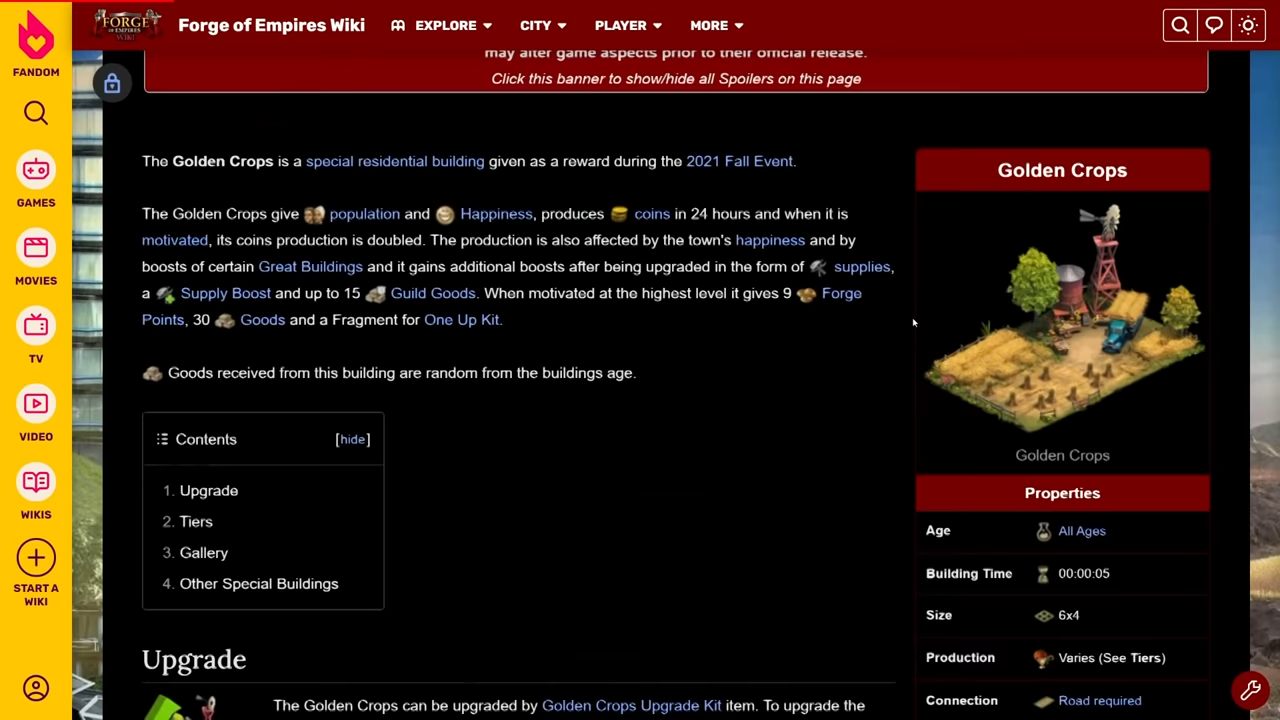 FORGE
OF EMPIRES
WIKI
Forge of Empires Wiki
EXPLORE
CITY
PLAYER
MORE
FANDOM
GAMES
MOVIES
TV
VIDEO
WIKIS
START A
WIKI
may alter game aspects prior to their official release.
Click this banner to show/hide all Spoilers on this page
The Golden Crops is a special residential building given as a reward during the 2021 Fall Event.
The Golden Crops give population and Happiness, produces coins in 24 hours and when it is
motivated, its coins production is doubled. The production is also affected by the town's happiness and by
boosts of certain Great Buildings and it gains additional boosts after being upgraded in the form of supplies,
a Supply Boost and up to 15 Guild Goods. When motivated at the highest level it gives 9 Forge
Points, 30 Goods and a Fragment for One Up Kit.
Goods received from this building are random from the buildings age.
Contents [hide]
1. Upgrade
2. Tiers
3. Gallery
4. Other Special Buildings
Upgrade
The Golden Crops can be upgraded by Golden Crops Upgrade Kit item. To upgrade the
Golden Crops
Golden Crops
Properties
Age All Ages
Building Time 00:00:05
Size 6x4
Production Varies (See Tiers)
Connection Road required